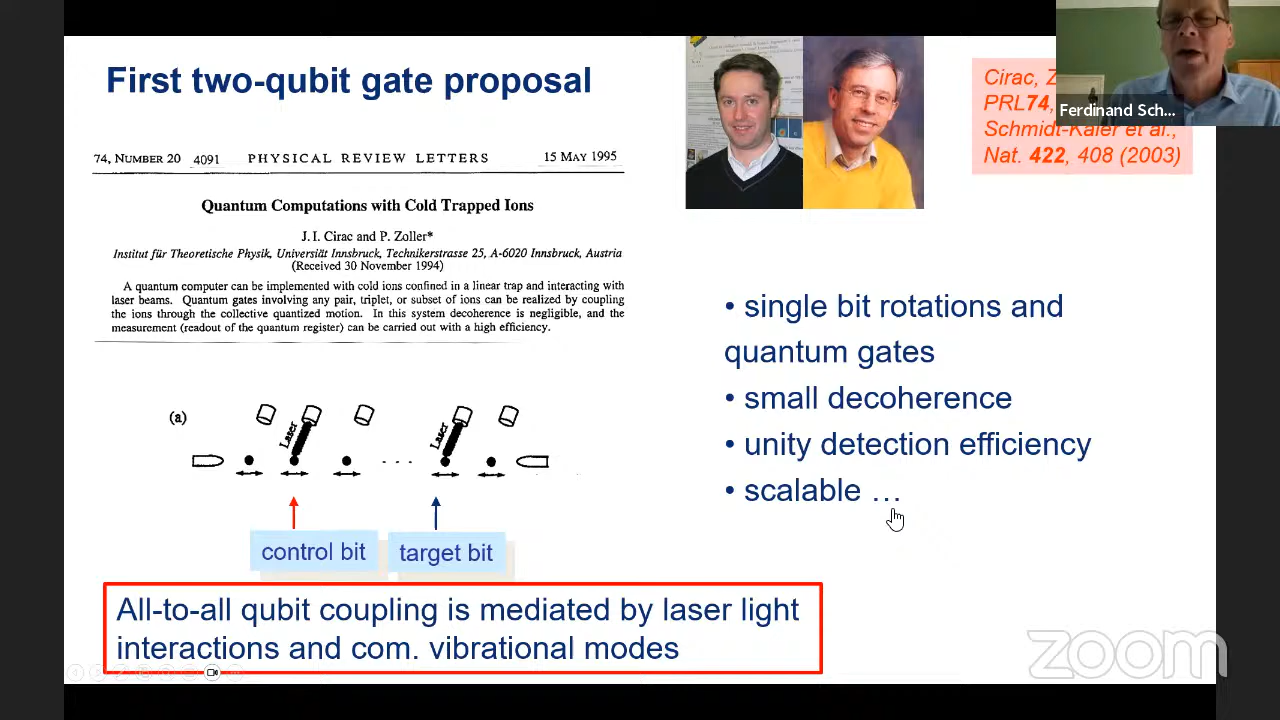 First two-qubit gate proposal
Cirac, Z
PRL74,
Schmidt-Kaler et al.,
Nat. 422, 408 (2003)
Ferdinand Sch...
74, NUMBER 20 4091 PHYSICAL REVIEW LETTERS 15 MAY 1995
Quantum Computations with Cold Trapped Ions
J. I. Cirac and P. Zoller*
Institut für Theoretische Physik, Universiät Innsbruck, Technikerstrasse 25, A-6020 Innsbruck, Austria
(Received 30 November 1994)
A quantum computer can be implemented with cold ions confined in a linear trap and interacting with
laser beams. Quantum gates involving any pair, triplet, or subset of ions can be realized by coupling
the ions through the collective quantized motion. In this system decoherence is negligible, and the
measurement (readout of the quantum register) can be carried out with a high efficiency.
• single bit rotations and
quantum gates
• small decoherence
• unity detection efficiency
• scalable …
(a)
Laser
Laser
control bit
target bit
All-to-all qubit coupling is mediated by laser light
interactions and com. vibrational modes
zoom